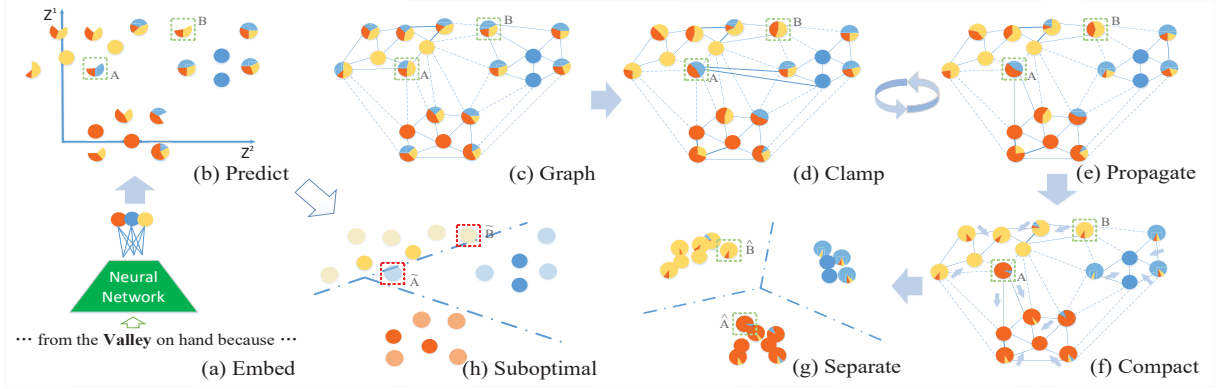 Z¹
B
A
Z²
(b) Predict
B
A
(c) Graph
B
A
(d) Clamp
B
A
(e) Propagate
Neural
Network
··· from the Valley on hand because ···
(a) Embed
B̃
Ã
(h) Suboptimal
B̂
Â
(g) Separate
B
A
(f) Compact